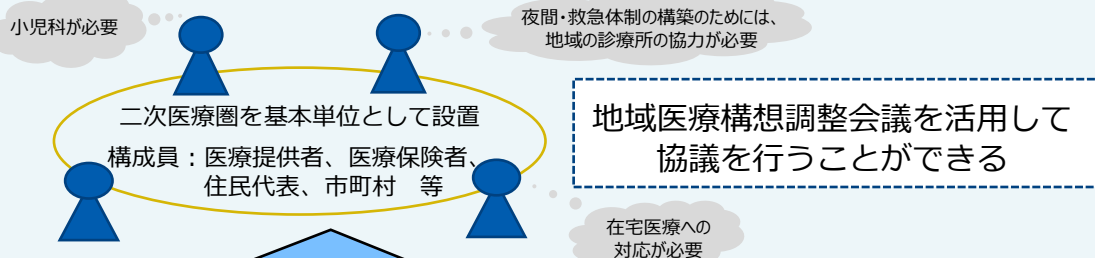 小児科が必要
夜間・救急体制の構築のためには、
地域の診療所の協力が必要
二次医療圏を基本単位として設置
構成員：医療提供者、医療保険者、
住民代表、市町村　等
地域医療構想調整会議を活用して
協議を行うことができる
在宅医療への
対応が必要